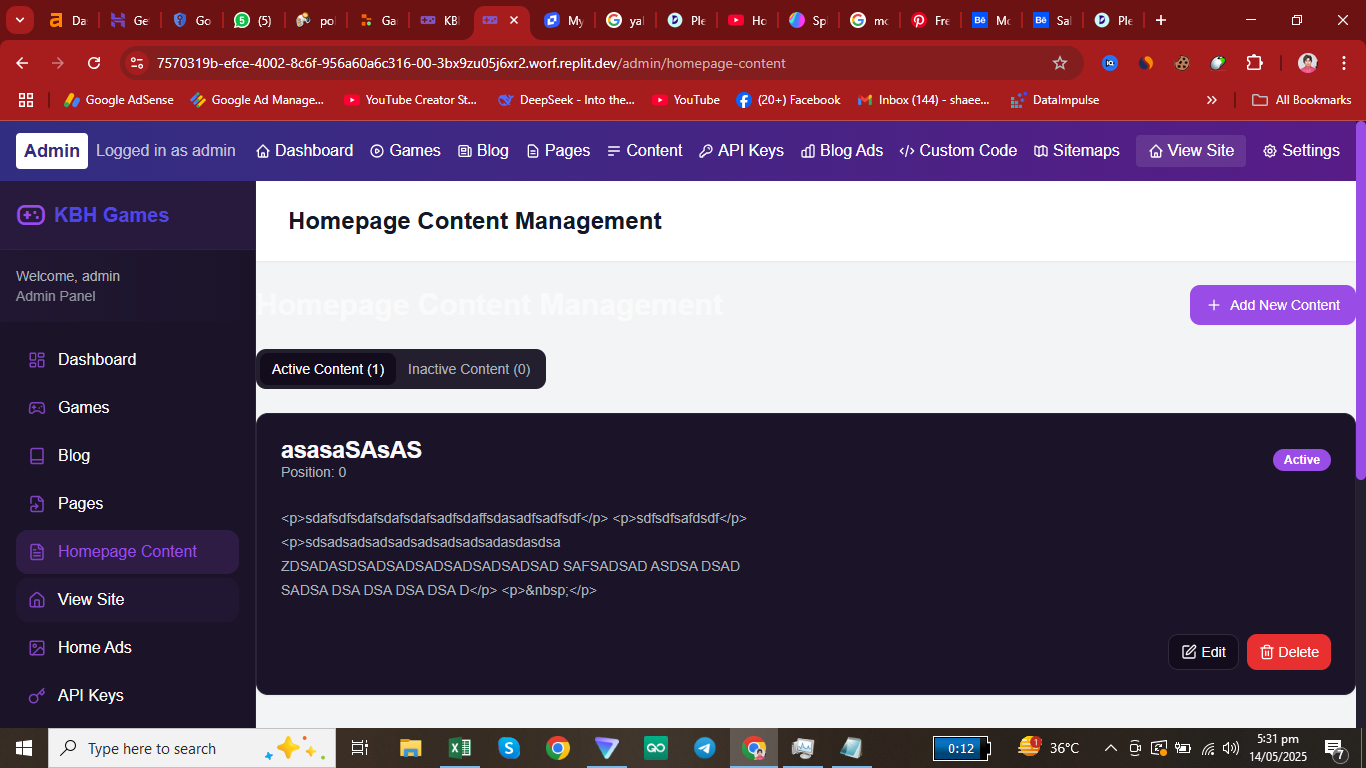 Da
Ge
Go
(5)
po
Ga
KB
My
yal
Ple
Ho
Sp
mo
Fre
Mo
Sal
Ple
7570319b-efce-4002-8c6f-956a60a6c316-00-3bx9zu05j6xr2.worf.replit.dev/admin/homepage-content
Google AdSense
Google Ad Manage...
YouTube Creator St...
DeepSeek - Into the...
YouTube
(20+) Facebook
Inbox (144) - shaee...
DataImpulse
»
All Bookmarks
Admin Logged in as admin Dashboard Games Blog Pages Content API Keys Blog Ads Custom Code Sitemaps View Site Settings
KBH Games
Welcome, admin
Admin Panel
Dashboard
Games
Blog
Pages
Homepage Content
View Site
Home Ads
API Keys
Homepage Content Management
Homepage Content Management
+ Add New Content
Active Content (1) Inactive Content (0)
asasaSAsAS
Position: 0
Active
<p>sdafsdfsdafsdafsdafsadfsdaffsdasadfsadfsdf</p> <p>sdfsdfsafdsdf</p>
<p>sdsadsadsadsadsadsadsadsadasdasdsa
ZDSADASDSADSADSADSADSADSADSAD SAFSADSAD ASDSA DSAD
SADSA DSA DSA DSA DSA D</p> <p>&nbsp;</p>
Edit Delete
Type here to search
0:12
1
36°C
5:31 pm
14/05/2025
7